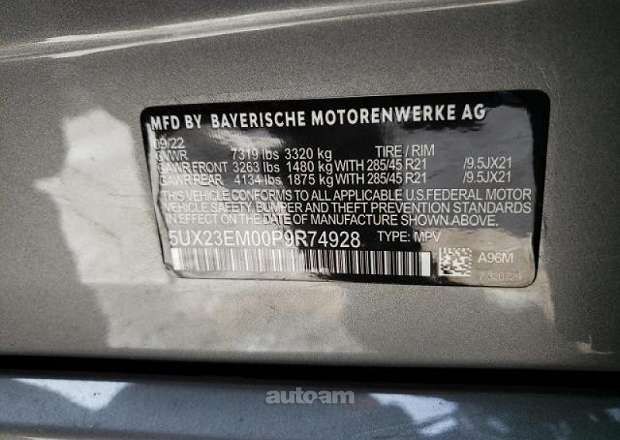 MFD BY BAYERISCHE MOTORENWERKE AG
09/22
GVWR 7319 lbs 3320 kg TIRE / RIM
GAWR FRONT 3263 lbs 1480 kg WITH 285/45 R21 /9.5JX21
GAWR REAR 4134 lbs 1875 kg WITH 285/45 R21 /9.5JX21
THIS VEHICLE CONFORMS TO ALL APPLICABLE U.S.FEDERAL MOTOR
VEHICLE SAFETY, BUMPER AND THEFT PREVENTION STANDARDS
IN EFFECT ON THE DATE OF MANUFACTURE SHOWN ABOVE.
5UX23EM00P9R74928 TYPE: MPV
A96M
autoam